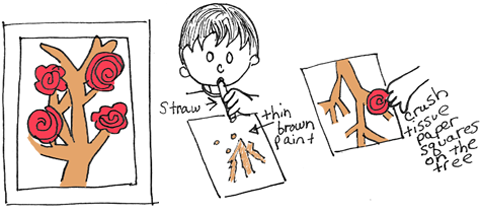 straw
thin
brown
paint
crush
tissue
paper
squares
on the
tree